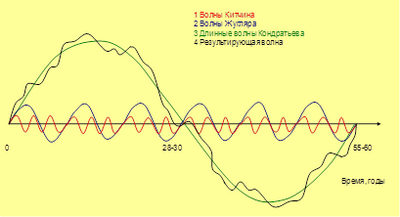 1 Волны Китчина
2 Волны Жугляра
3 Длинные волны Кондратьева
4 Результирующая волна
0 28-30 55-60
Время, годы